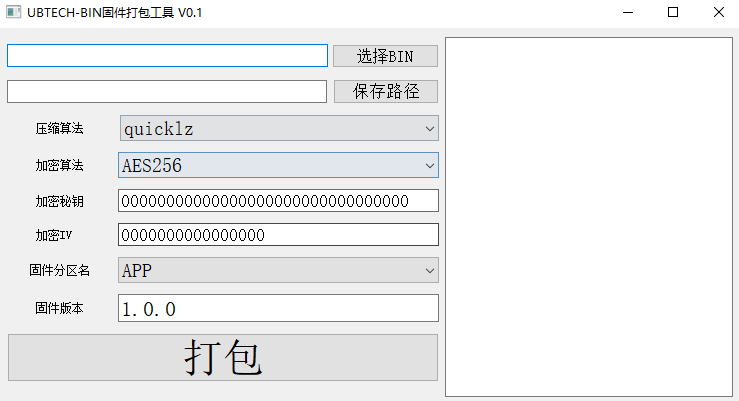 UBTECH-BIN固件打包工具 V0.1
选择BIN
保存路径
压缩算法 quicklz
加密算法 AES256
加密秘钥 00000000000000000000000000000000
加密IV 0000000000000000
固件分区名 APP
固件版本 1.0.0
打包